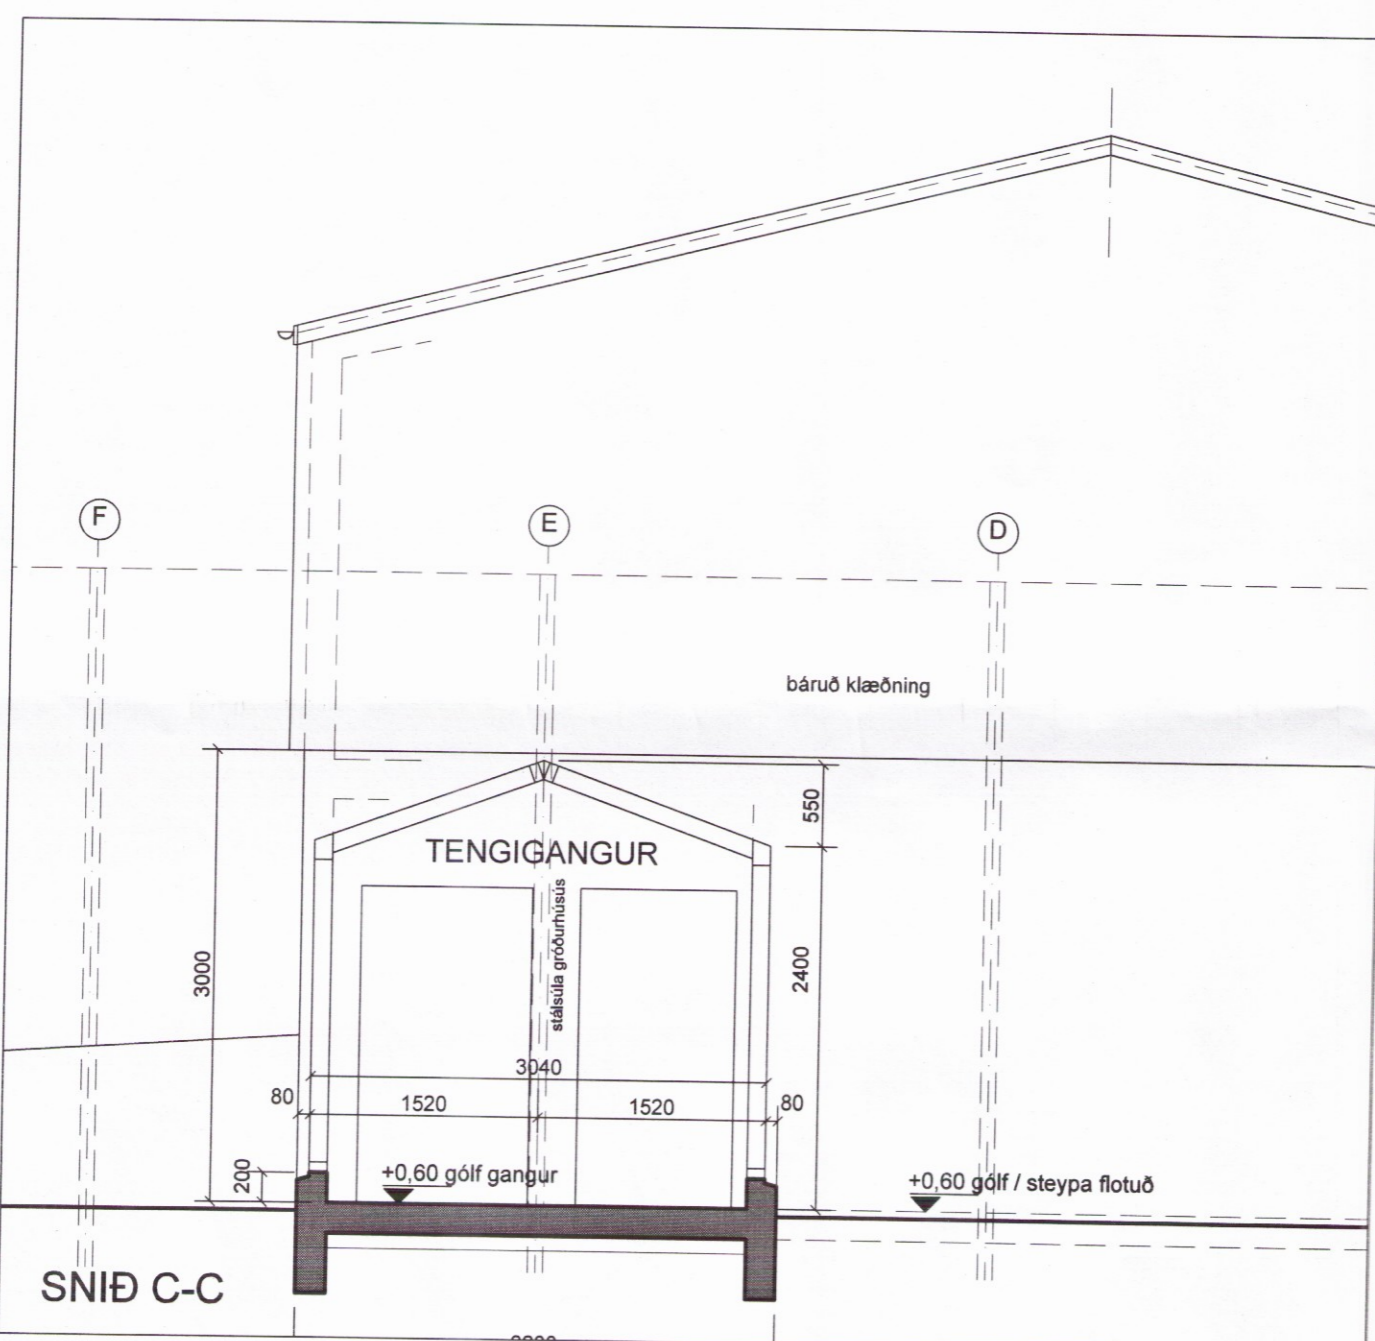 F
E
D
báruð klæðning
550
TENGIGANGUR
stálsúla gróðurhúsús
3000
2400
3040
80
1520
1520
80
200
+0,60 gólf gangur
+0,60 gólf / steypa flotuð
SNIÐ C-C